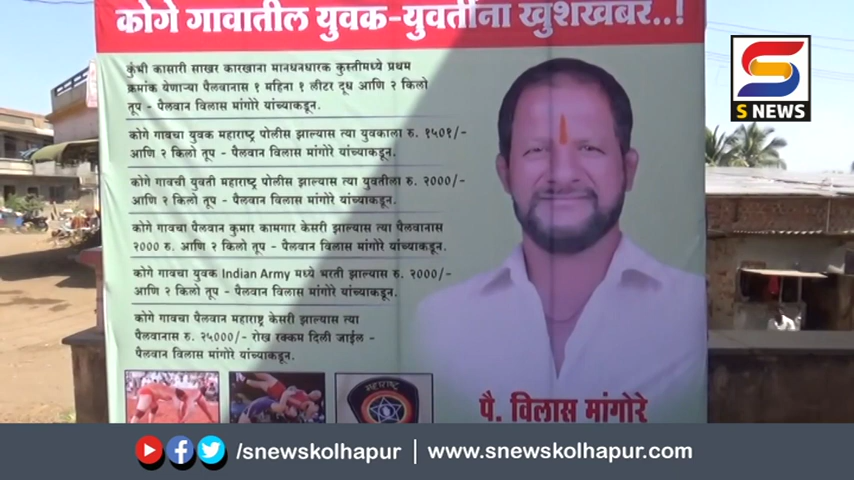 कोगे गावातील युवक-युवतींना खुशखबर..!
S NEWS
कुंभी कासारी साखर कारखाना मानधनधारक कुस्तीमध्ये प्रथम
क्रमांक येणाऱ्या पैलवानास १ महिना १ लीटर दूध आणि २ किलो
तूप - पैलवान विलास मांगोरे यांच्याकडून.
कोगे गावचा युवक महाराष्ट्र पोलीस झाल्यास त्या युवकाला रु. १५०१/-
आणि २ किलो तूप - पैलवान विलास मांगोरे यांच्याकडून.
कोगे गावची युवती महाराष्ट्र पोलीस झाल्यास त्या युवतीला रु. २०००/-
आणि २ किलो तूप - पैलवान विलास मांगोरे यांच्याकडून.
कोगे गावचा पैलवान कुमार कामगार केसरी झाल्यास त्या पैलवानास
२००० रु. आणि २ किलो तूप - पैलवान विलास मांगोरे यांच्याकडून.
कोगे गावचा युवक Indian Army मध्ये भरती झाल्यास रु. २०००/-
आणि २ किलो तूप - पैलवान विलास मांगोरे यांच्याकडून.
कोगे गावचा पैलवान महाराष्ट्र केसरी झाल्यास त्या
पैलवानास रु. २५०००/- रोख रक्कम दिली जाईल -
पैलवान विलास मांगोरे यांच्याकडून.
महाराष्ट्र
पै. विलास मांगोरे
/snewskolhapur | www.snewskolhapur.com